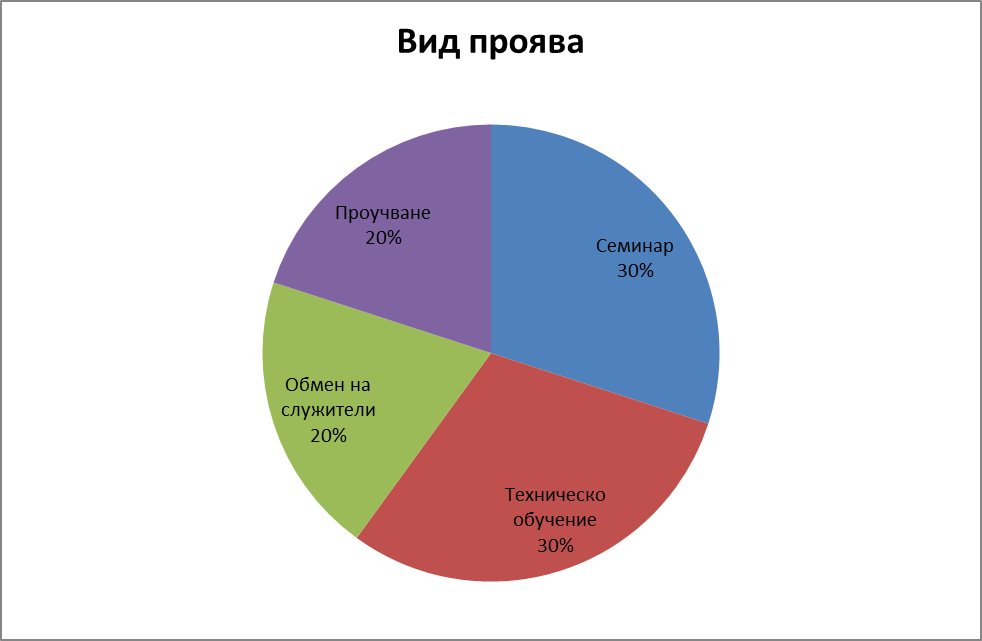 Вид проява
Проучване
20%
Семинар
30%
Обмен на
служители
20%
Техническо
обучение
30%